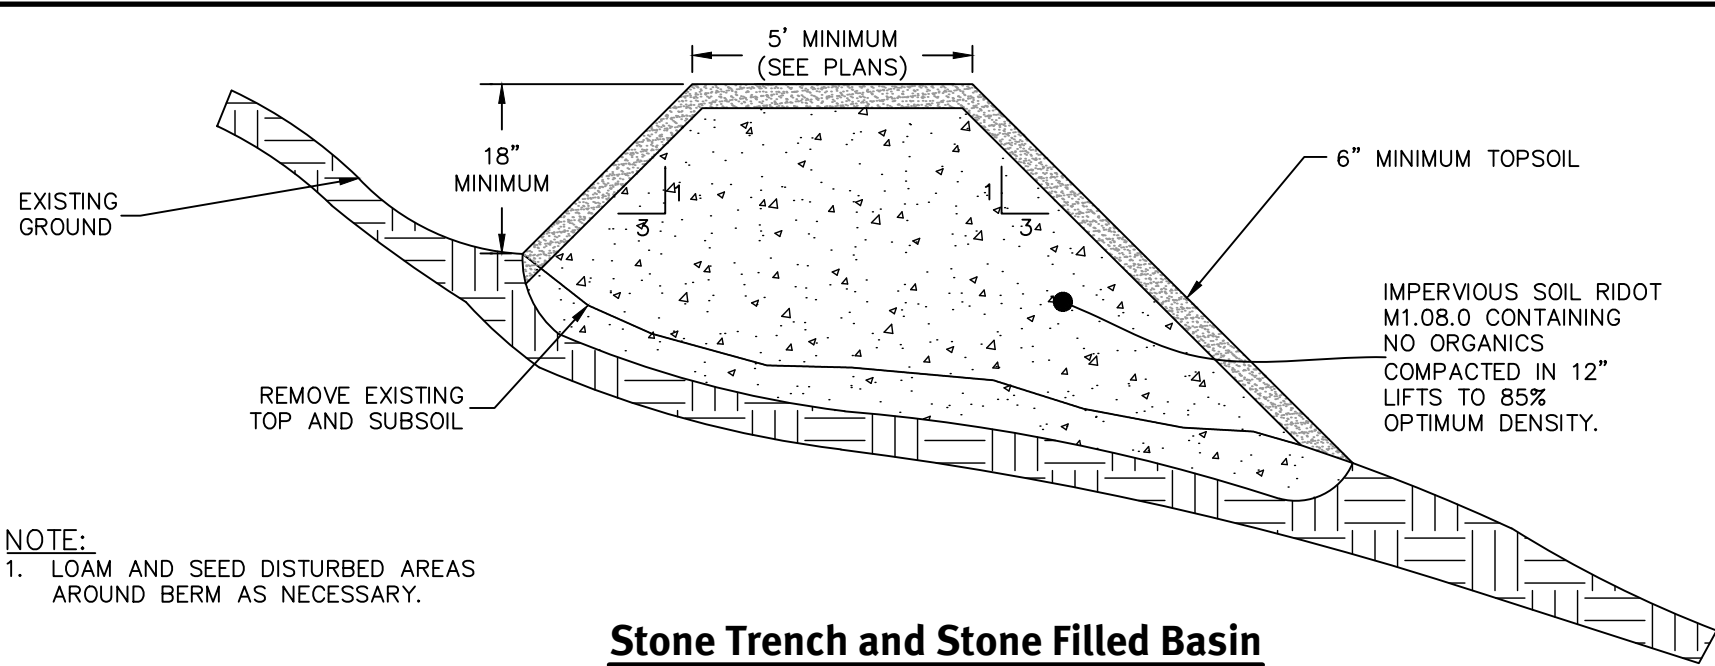 5' MINIMUM
(SEE PLANS)
18"
MINIMUM
6" MINIMUM TOPSOIL
1
3
1
3
EXISTING
GROUND
IMPERVIOUS SOIL RIDOT
M1.08.0 CONTAINING
NO ORGANICS
COMPACTED IN 12"
LIFTS TO 85%
OPTIMUM DENSITY.
REMOVE EXISTING
TOP AND SUBSOIL
NOTE:
1. LOAM AND SEED DISTURBED AREAS
AROUND BERM AS NECESSARY.
Stone Trench and Stone Filled Basin